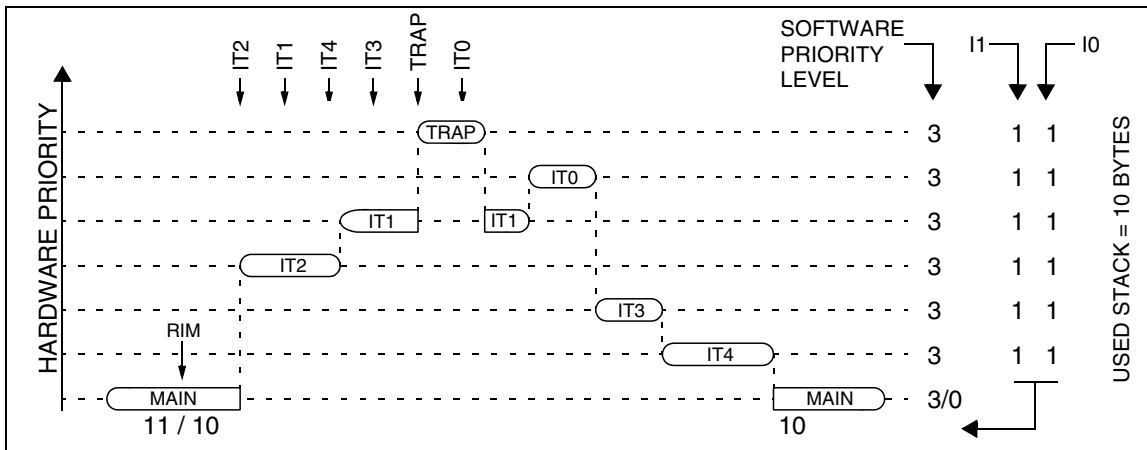 IT2
IT1
IT4
IT3
TRAP
IT0
SOFTWARE
PRIORITY
LEVEL
I1
I0
HARDWARE PRIORITY
TRAP
3 1 1
IT0
3 1 1
IT1
IT1
3 1 1
IT2
3 1 1
IT3
3 1 1
RIM
IT4
3 1 1
MAIN
MAIN
3/0
11 / 10
10
USED STACK = 10 BYTES